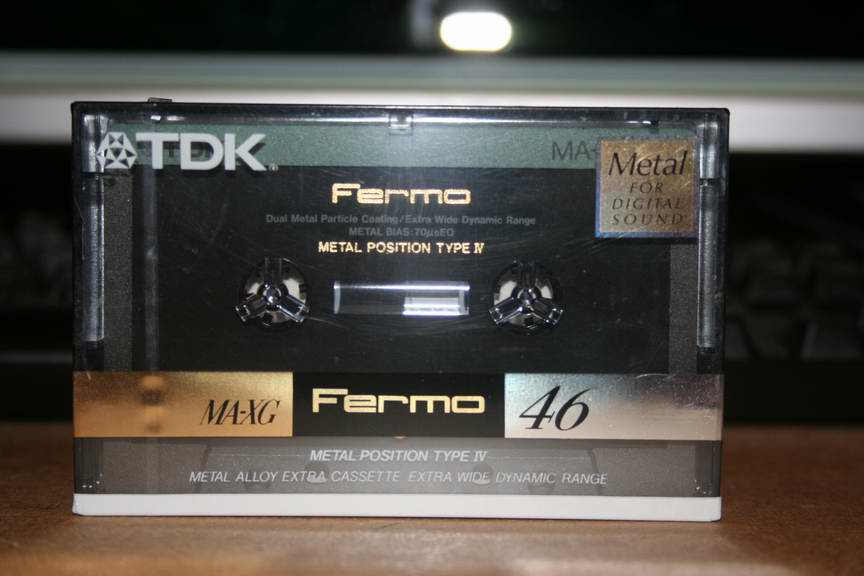 TDK
MA-
Metal
FOR
DIGITAL
SOUND
Fermo
Dual Metal Particle Coating/Extra Wide Dynamic Range
METAL BIAS:70μsEQ
METAL POSITION TYPE IV
MA-XG
Fermo
46
METAL POSITION TYPE IV
METAL ALLOY EXTRA CASSETTE EXTRA WIDE DYNAMIC RANGE